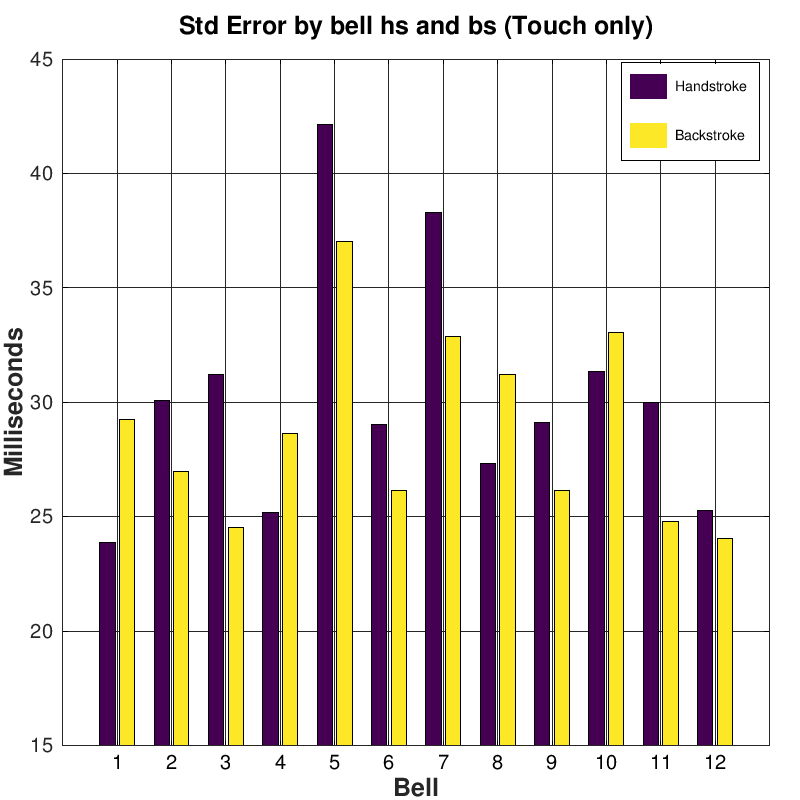 Std Error by bell hs and bs (Touch only)
Handstroke
Backstroke
45
40
35
30
25
20
15
Milliseconds
1 2 3 4 5 6 7 8 9 10 11 12
Bell